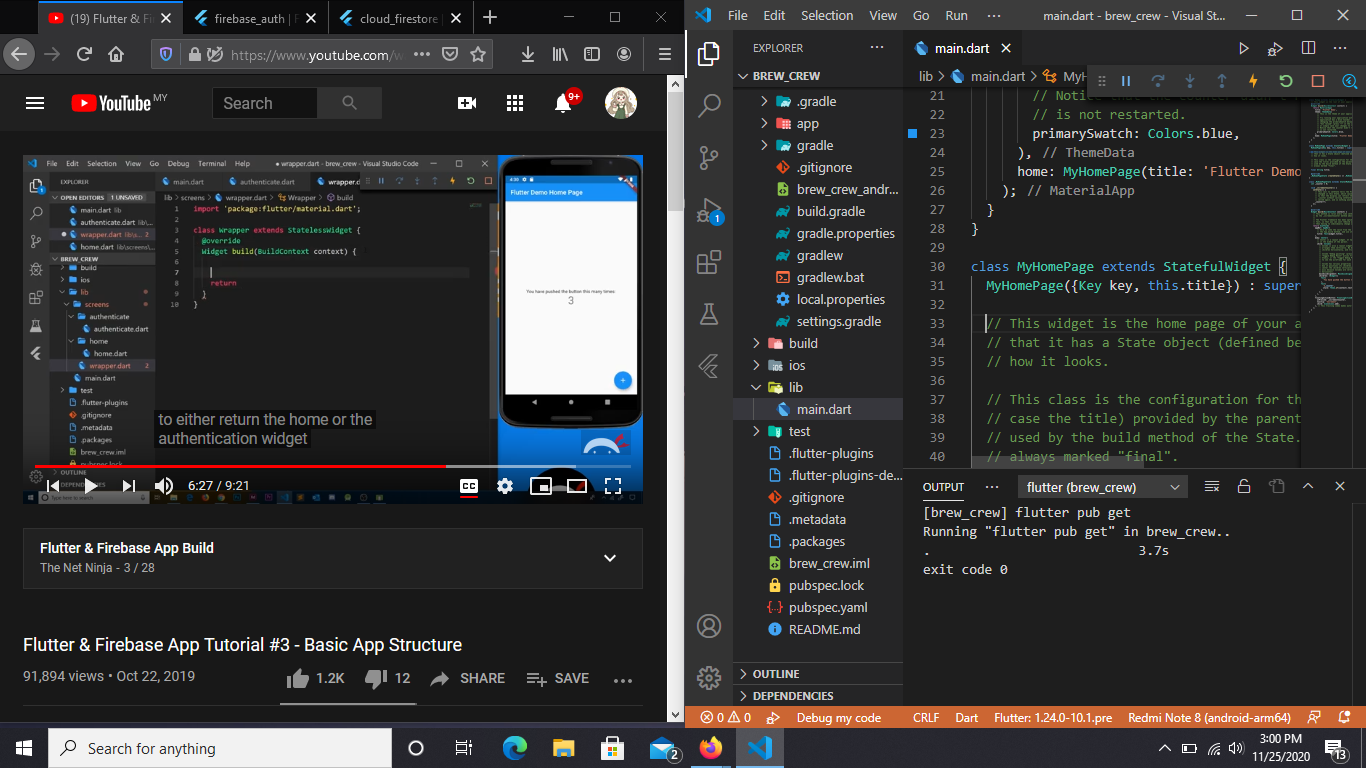 (19) Flutter & Fi
firebase_auth | F
cloud_firestore
https://www.youtube.com/w
YouTube MY
Search
9+
File Edit Selection View Go Debug Terminal Help
wrapper.dart - brew_crew - Visual Studio Code
EXPLORER
OPEN EDITORS 1 UNSAVED
main.dart lib
authenticate.dart lib\...
wrapper.dart lib\s... 2
home.dart lib\screens\...
BREW_CREW
build
ios
lib
screens
authenticate
authenticate.dart
home
home.dart
wrapper.dart 2
main.dart
test
.flutter-plugins
.gitignore
.metadata
.packages
brew_crew.iml
pubspec.lock
OUTLINE
main.dart
authenticate.dart
wrapper.d
lib > screens > wrapper.dart > Wrapper > build
1 import 'package:flutter/material.dart';
2
3 class Wrapper extends StatelessWidget {
4 @override
5 Widget build(BuildContext context) {
6
7
8 return
9 }
10 }
Flutter Demo Home Page
You have pushed the button this many times:
3
to either return the home or the
authentication widget
6:27 / 9:21
Flutter & Firebase App Build
The Net Ninja - 3 / 28
Flutter & Firebase App Tutorial #3 - Basic App Structure
91,894 views • Oct 22, 2019
1.2K
12
SHARE
SAVE
File Edit Selection View Go Run ···
main.dart - brew_crew - Visual St...
EXPLORER
BREW_CREW
.gradle
app
gradle
.gitignore
brew_crew_andr...
build.gradle
gradle.properties
gradlew
gradlew.bat
local.properties
settings.gradle
build
ios
lib
main.dart
test
.flutter-plugins
.flutter-plugins-de...
.gitignore
.metadata
.packages
brew_crew.iml
pubspec.lock
pubspec.yaml
README.md
OUTLINE
DEPENDENCIES
1
main.dart
lib > main.dart > MyH
21 // Notice that the counter didn't
22 // is not restarted.
23 primarySwatch: Colors.blue,
24 ), // ThemeData
25 home: MyHomePage(title: 'Flutter Demo
26 ); // MaterialApp
27 }
28 }
29
30 class MyHomePage extends StatefulWidget {
31 MyHomePage({Key key, this.title}) : super
32
33 // This widget is the home page of your a
34 // that it has a State object (defined be
35 // how it looks.
36
37 // This class is the configuration for th
38 // case the title) provided by the parent
39 // used by the build method of the State.
40 // always marked "final".
OUTPUT ··· flutter (brew_crew)
[brew_crew] flutter pub get
Running "flutter pub get" in brew_crew..
. 3.7s
exit code 0
0 0 Debug my code CRLF Dart Flutter: 1.24.0-10.1.pre Redmi Note 8 (android-arm64)
Search for anything
2
3:00 PM
11/25/2020
13